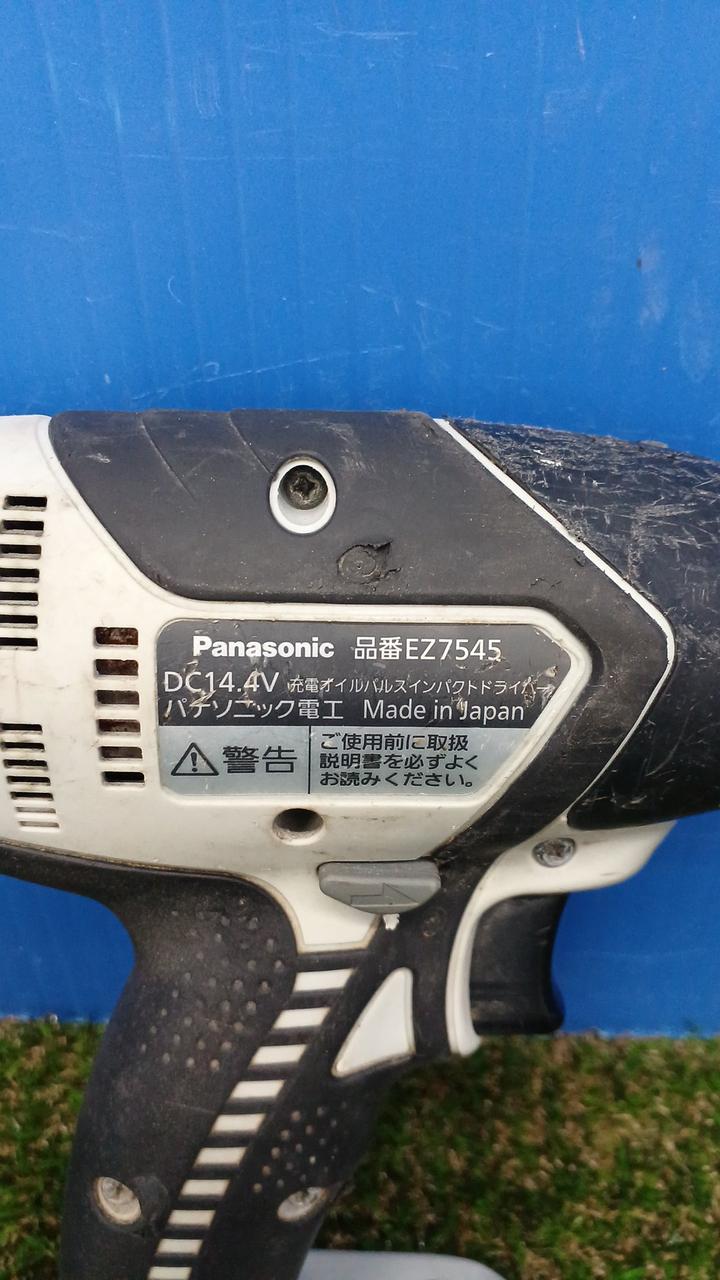 Panasonic 品番EZ7545
DC14.4V 充電オイルパルスインパクトドライバー
パナソニック電工 Made in Japan
警告
ご使用前に取扱
説明書を必ずよく
お読みください。